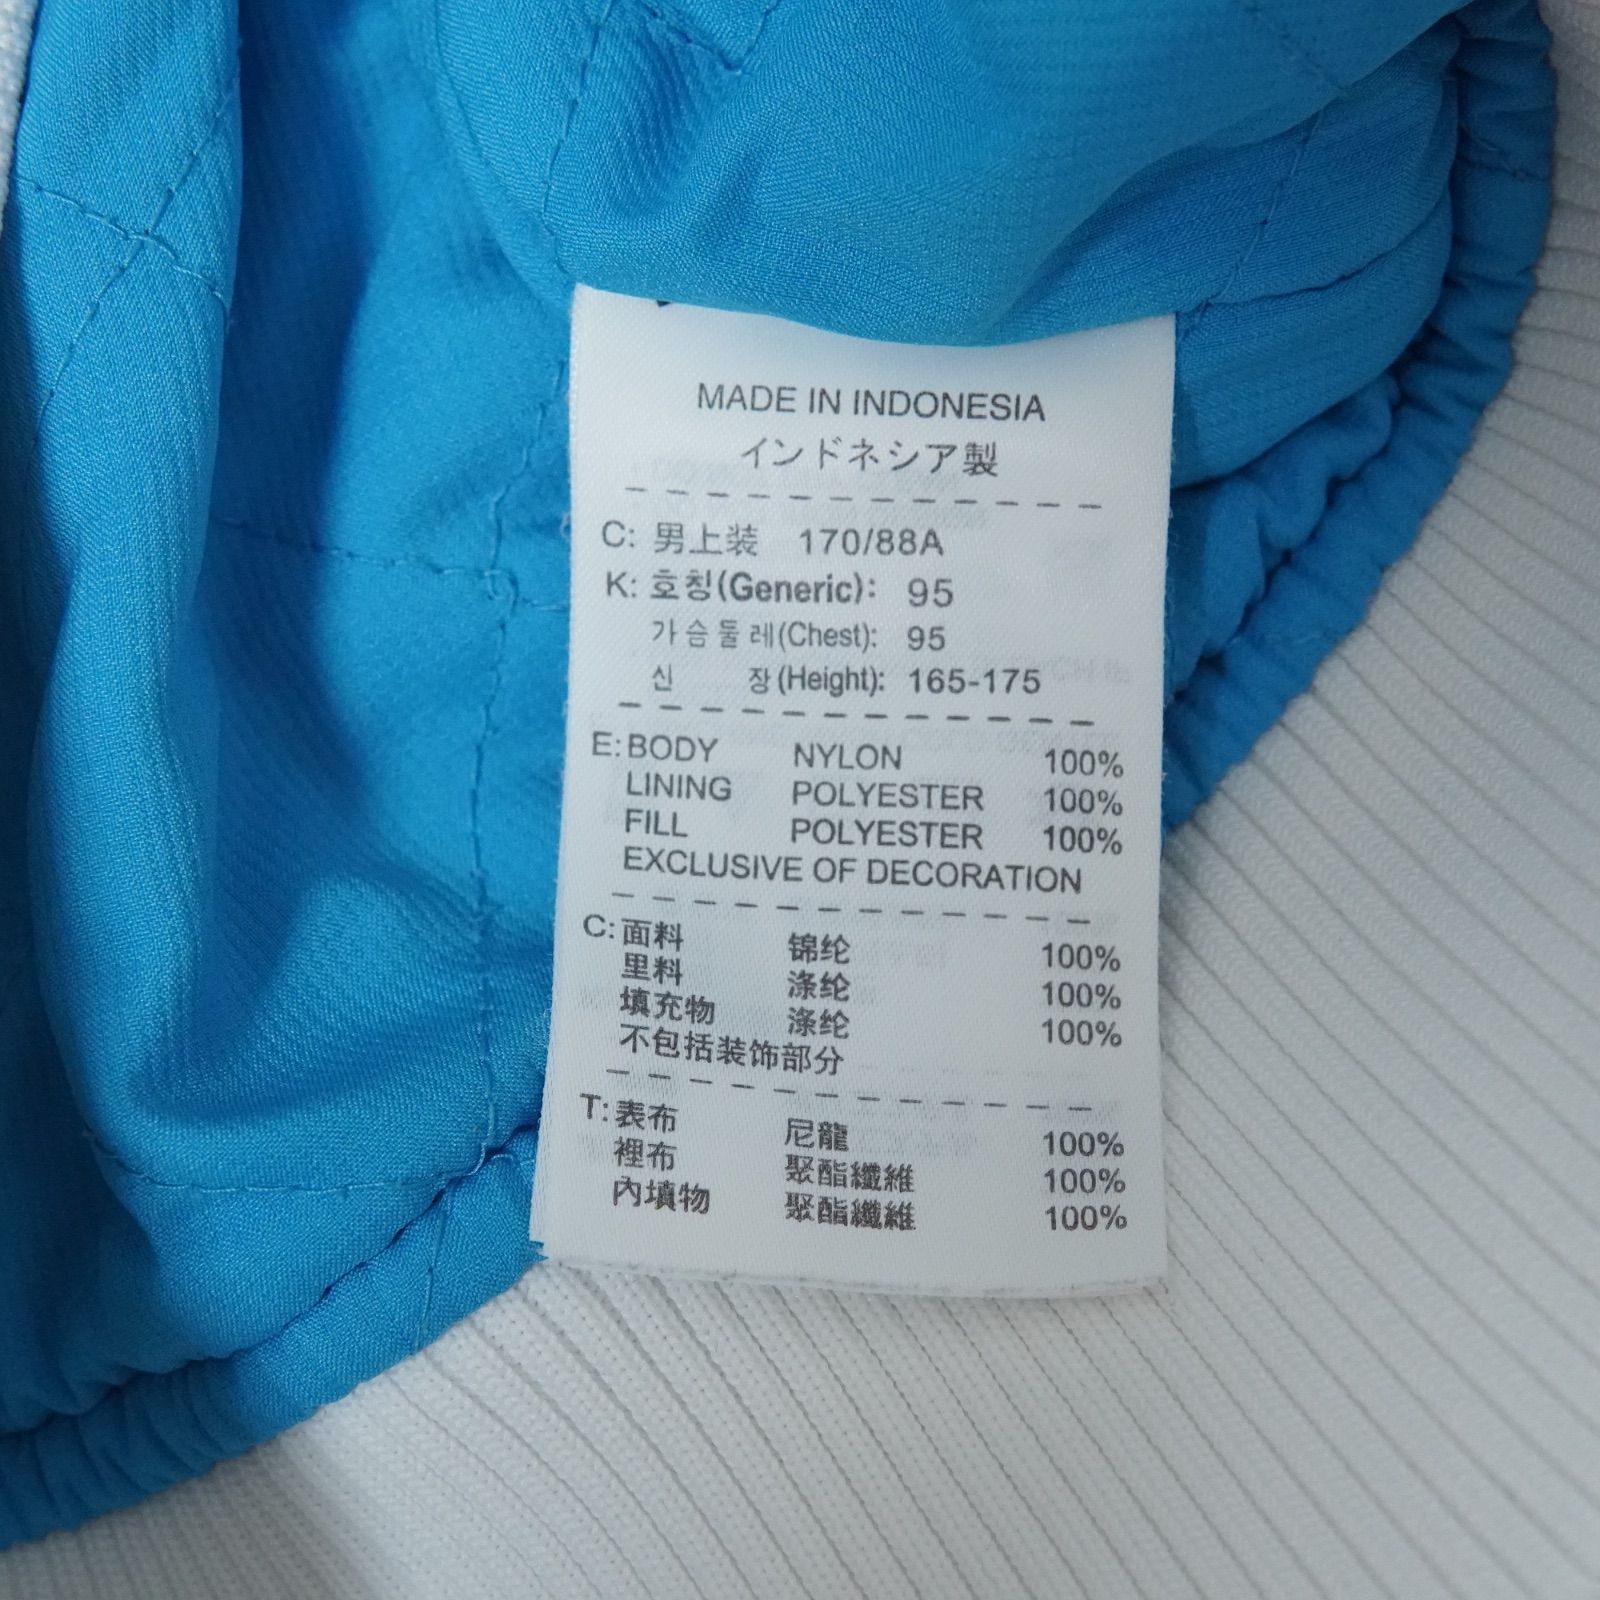 MADE IN INDONESIA
インドネシア製
C: 男上装 170/88A
K: 호칭(Generic): 95
가슴둘레(Chest): 95
신 장(Height): 165-175
E: BODY NYLON 100%
LINING POLYESTER 100%
FILL POLYESTER 100%
EXCLUSIVE OF DECORATION
C: 面料 锦纶 100%
里料 涤纶 100%
填充物 涤纶 100%
不包括装饰部分
T: 表布 尼龍 100%
裡布 聚酯纖維 100%
內填物 聚酯纖維 100%